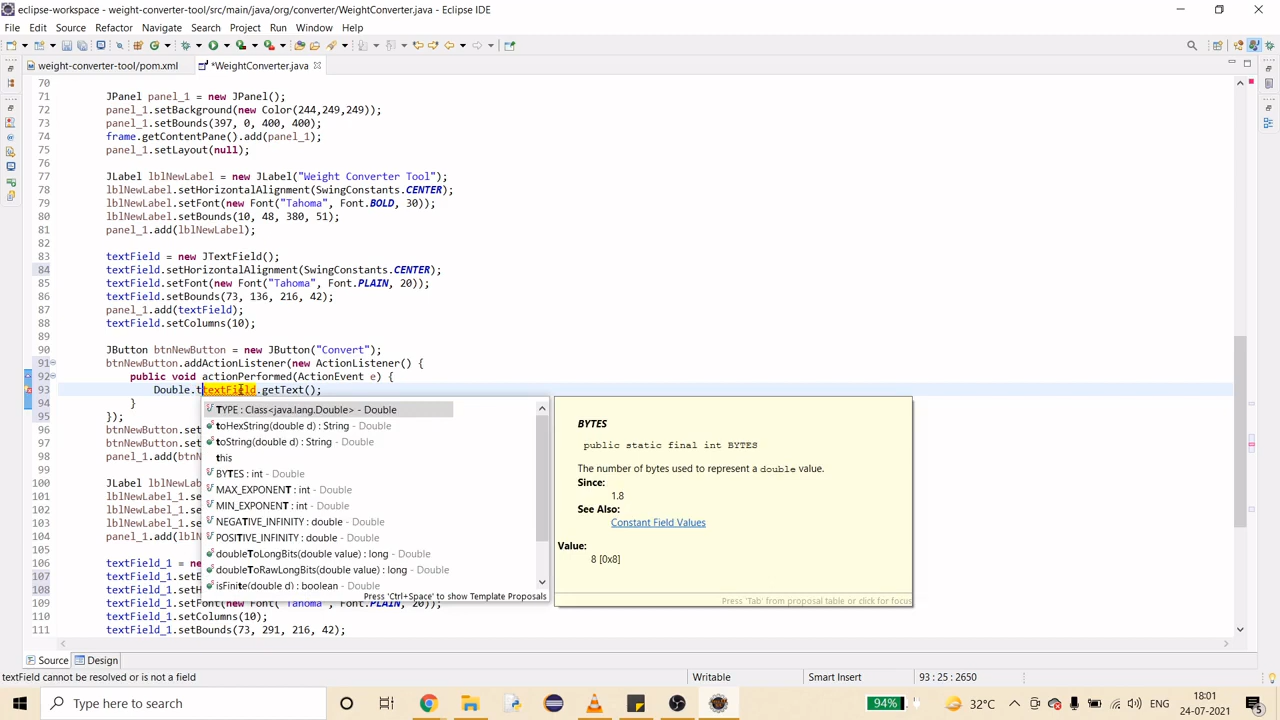 eclipse-workspace - weight-converter-tool/src/main/java/org/converter/WeightConverter.java - Eclipse IDE
File Edit Source Refactor Navigate Search Project Run Window Help
weight-converter-tool/pom.xml *WeightConverter.java
70
71 JPanel panel_1 = new JPanel();
72 panel_1.setBackground(new Color(244,249,249));
73 panel_1.setBounds(397, 0, 400, 400);
74 frame.getContentPane().add(panel_1);
75 panel_1.setLayout(null);
76
77 JLabel lblNewLabel = new JLabel("Weight Converter Tool");
78 lblNewLabel.setHorizontalAlignment(SwingConstants.CENTER);
79 lblNewLabel.setFont(new Font("Tahoma", Font.BOLD, 30));
80 lblNewLabel.setBounds(10, 48, 380, 51);
81 panel_1.add(lblNewLabel);
82
83 textField = new JTextField();
84 textField.setHorizontalAlignment(SwingConstants.CENTER);
85 textField.setFont(new Font("Tahoma", Font.PLAIN, 20));
86 textField.setBounds(73, 136, 216, 42);
87 panel_1.add(textField);
88 textField.setColumns(10);
89
90 JButton btnNewButton = new JButton("Convert");
91 btnNewButton.addActionListener(new ActionListener() {
92 public void actionPerformed(ActionEvent e) {
93 Double.ttextField.getText();
94 }
95 });
96 btnNewButton.set
97 btnNewButton.set
98 panel_1.add(btnN
99
100 JLabel lblNewLab
101 lblNewLabel_1.se
102 lblNewLabel_1.se
103 lblNewLabel_1.se
104 panel_1.add(lblN
105
106 textField_1 = ne
107 textField_1.setE
108 textField_1.setH
109 textField_1.setFont(new Font("Tahoma", Font.PLAIN, 20));
110 textField_1.setColumns(10);
111 textField_1.setBounds(73, 291, 216, 42);
TYPE : Class<java.lang.Double> - Double
toHexString(double d) : String - Double
toString(double d) : String - Double
this
BYTES : int - Double
MAX_EXPONENT : int - Double
MIN_EXPONENT : int - Double
NEGATIVE_INFINITY : double - Double
POSITIVE_INFINITY : double - Double
doubleToLongBits(double value) : long - Double
doubleToRawLongBits(double value) : long - Double
isFinite(double d) : boolean - Double
Press 'Ctrl+Space' to show Template Proposals
BYTES
public static final int BYTES
The number of bytes used to represent a double value.
Since:
1.8
See Also:
Constant Field Values
Value:
8 [0x8]
Press 'Tab' from proposal table or click for focus
Source Design
textField cannot be resolved or is not a field Writable Smart Insert 93 : 25 : 2650
Type here to search
94% 32°C ENG
18:01
24-07-2021
5